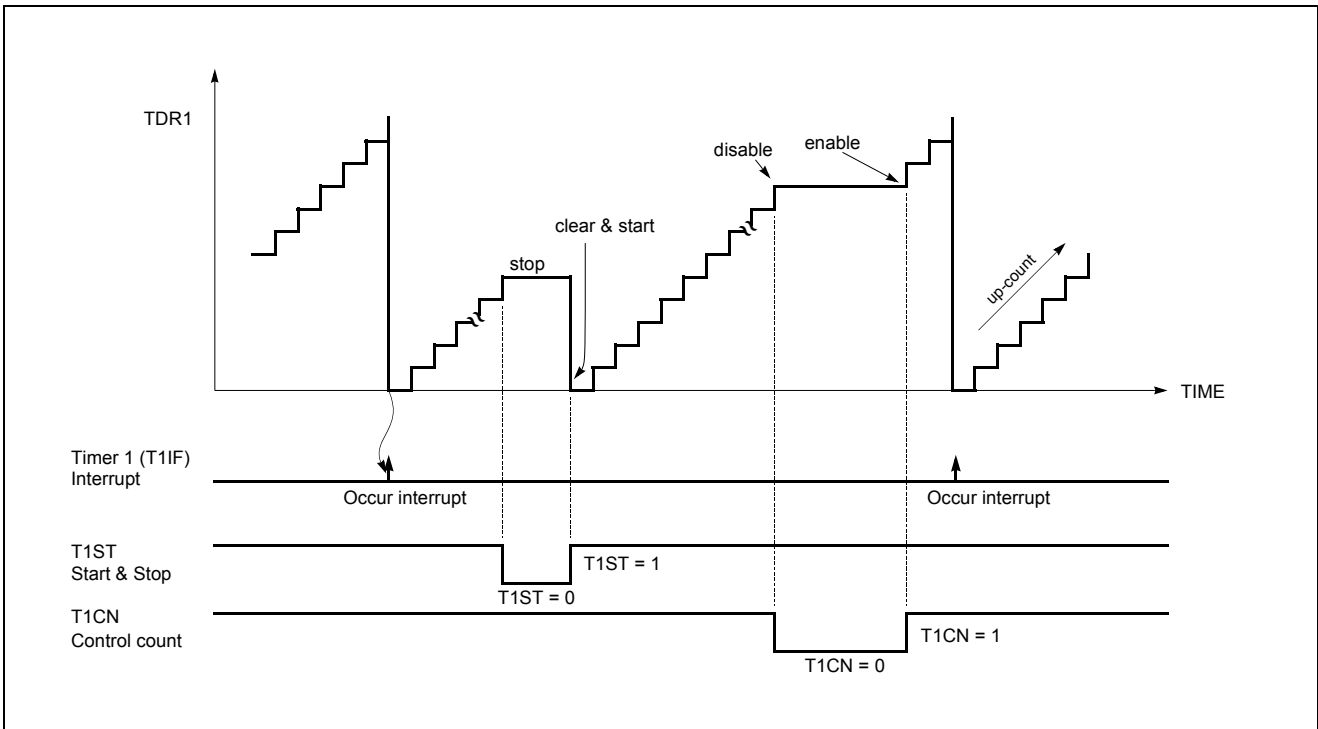 TDR1
disable
enable
clear & start
stop
up-count
TIME
Timer 1 (T1IF)
Interrupt
Occur interrupt
Occur interrupt
T1ST
Start & Stop
T1ST = 1
T1ST = 0
T1CN
Control count
T1CN = 1
T1CN = 0